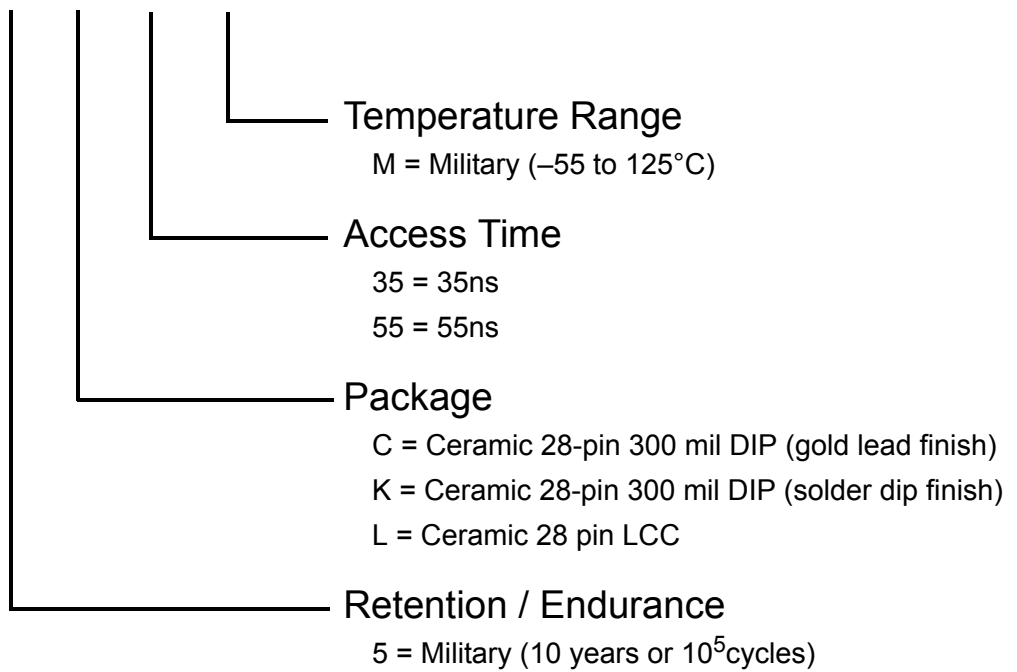 Temperature Range
M = Military (–55 to 125°C)
Access Time
35 = 35ns
55 = 55ns
Package
C = Ceramic 28-pin 300 mil DIP (gold lead finish)
K = Ceramic 28-pin 300 mil DIP (solder dip finish)
L = Ceramic 28 pin LCC
Retention / Endurance
5 = Military (10 years or 10⁵cycles)